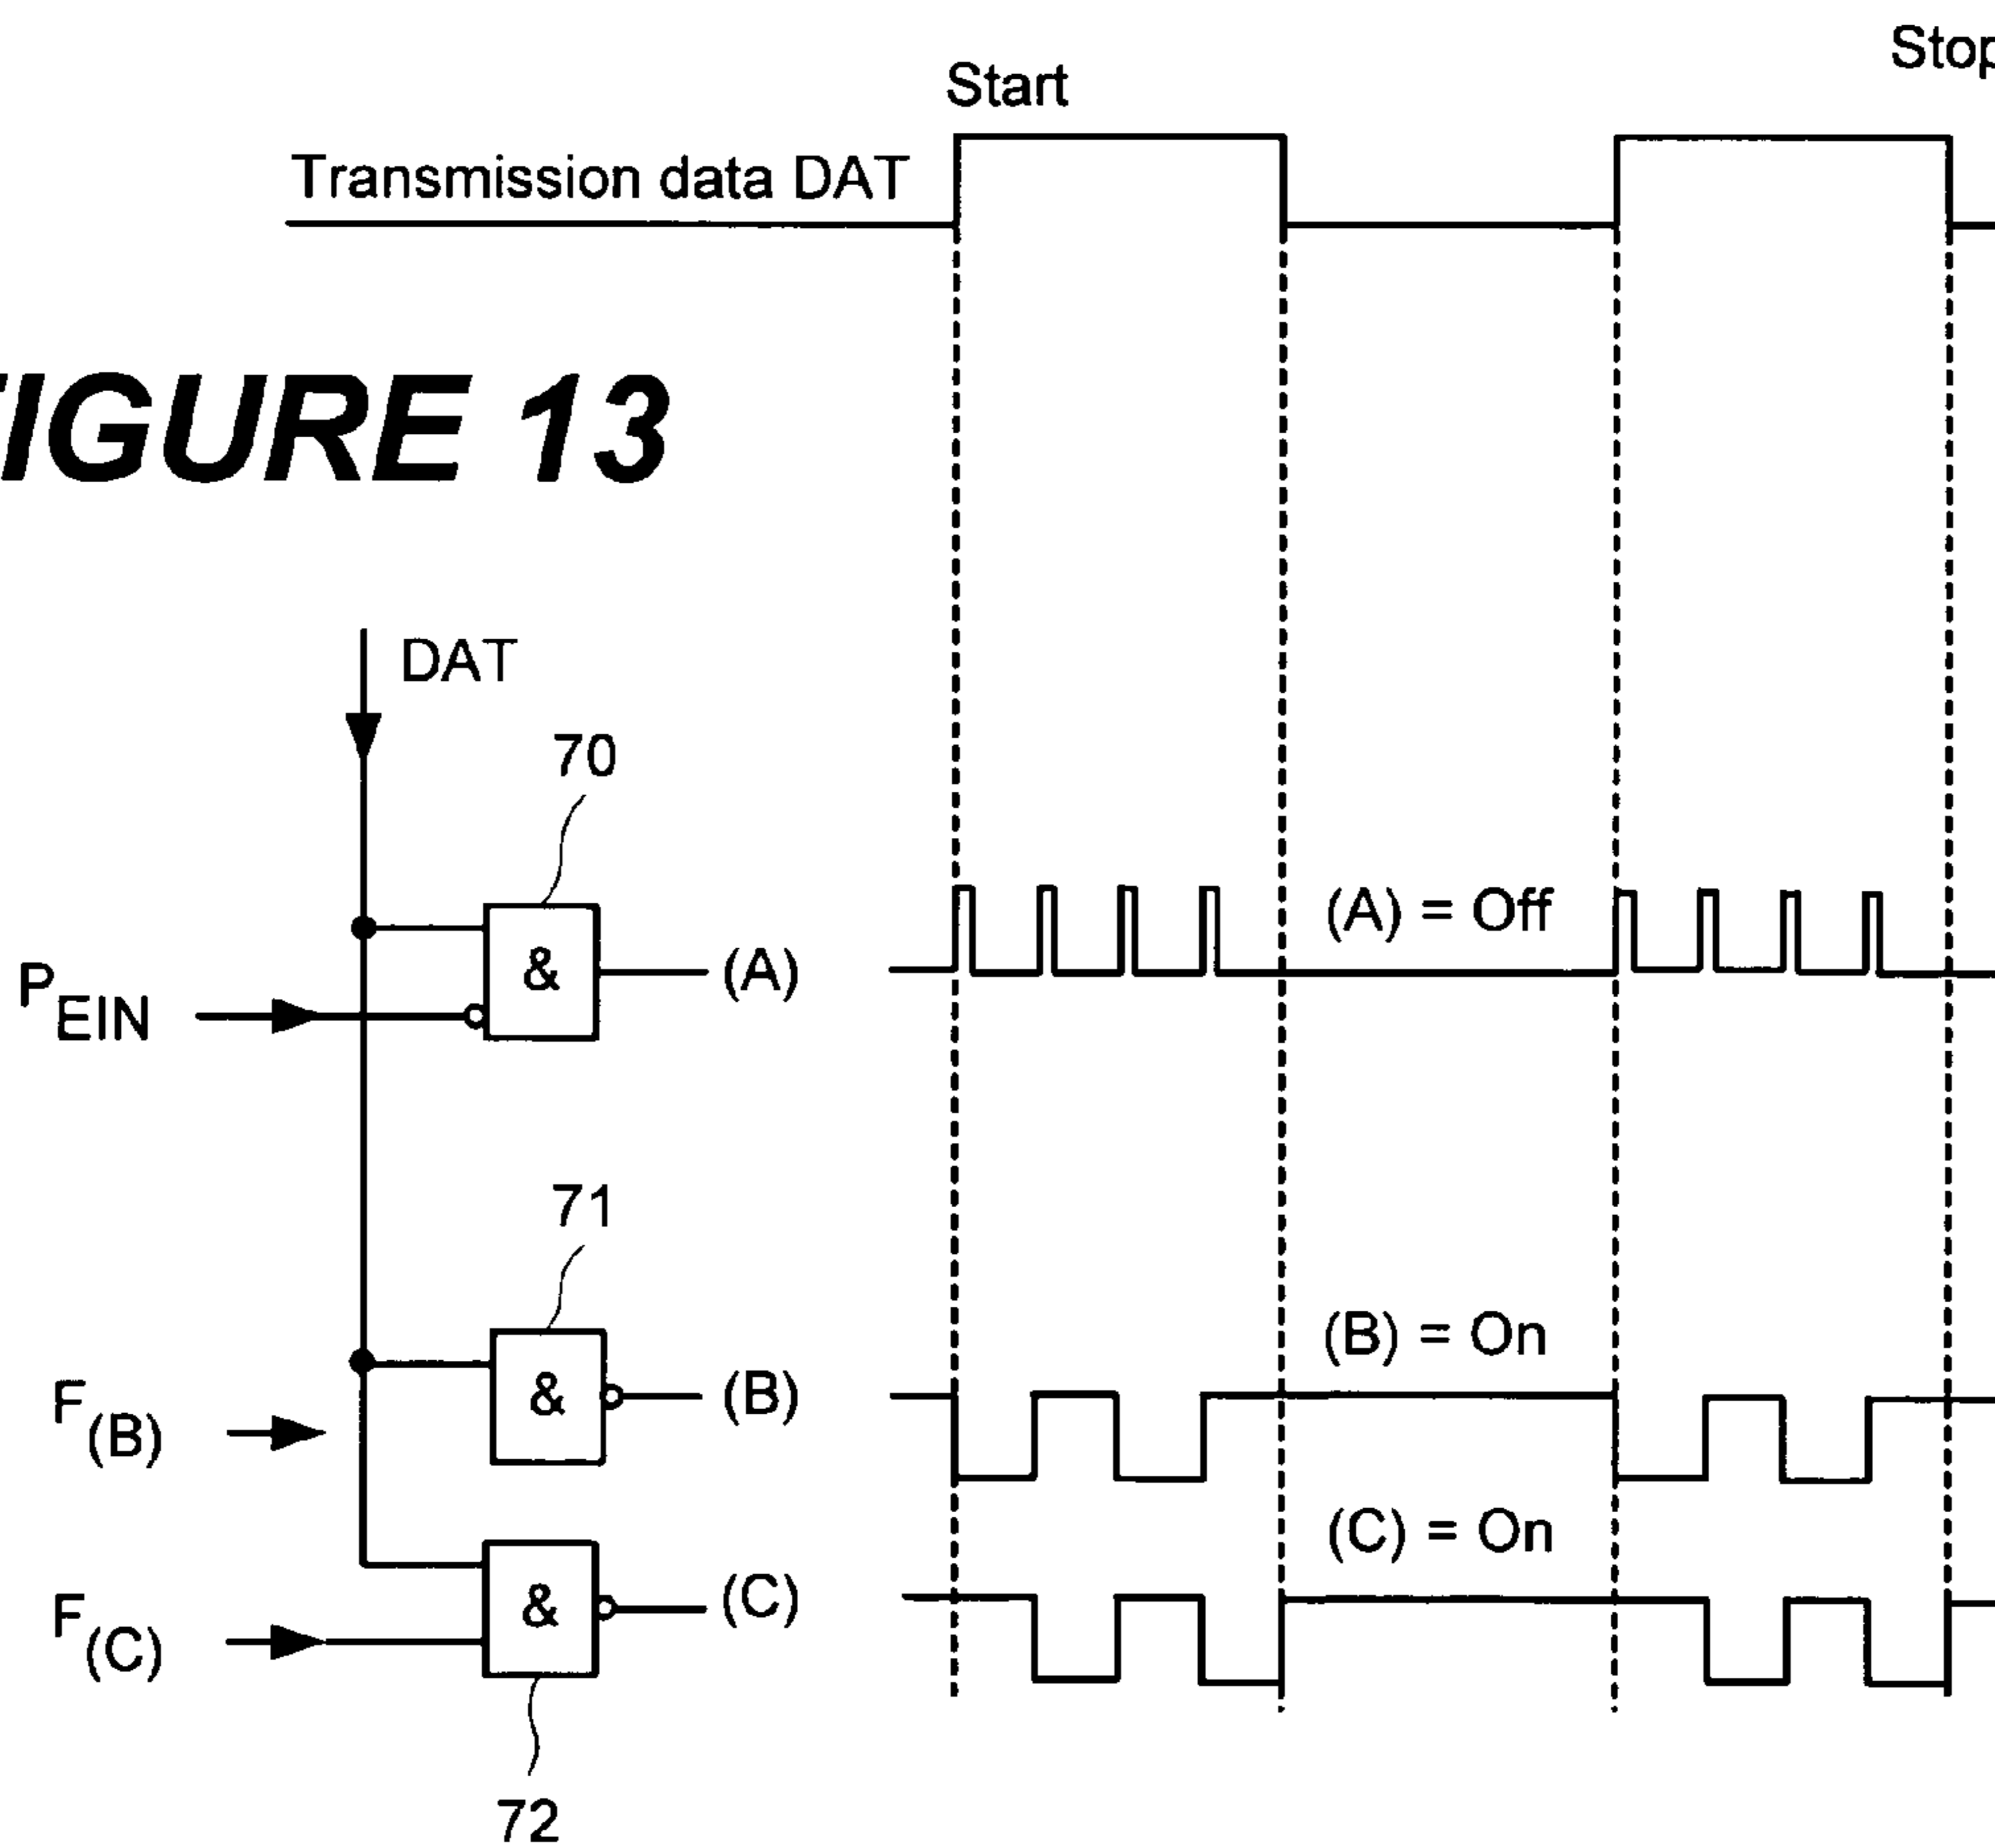 Start
Stop
Transmission data DAT
IGURE 13
DAT
70
&
(A)
(A) = Off
PEIN
71
(B) = On
&
(B)
F(B)
(C) = On
&
(C)
F(C)
72